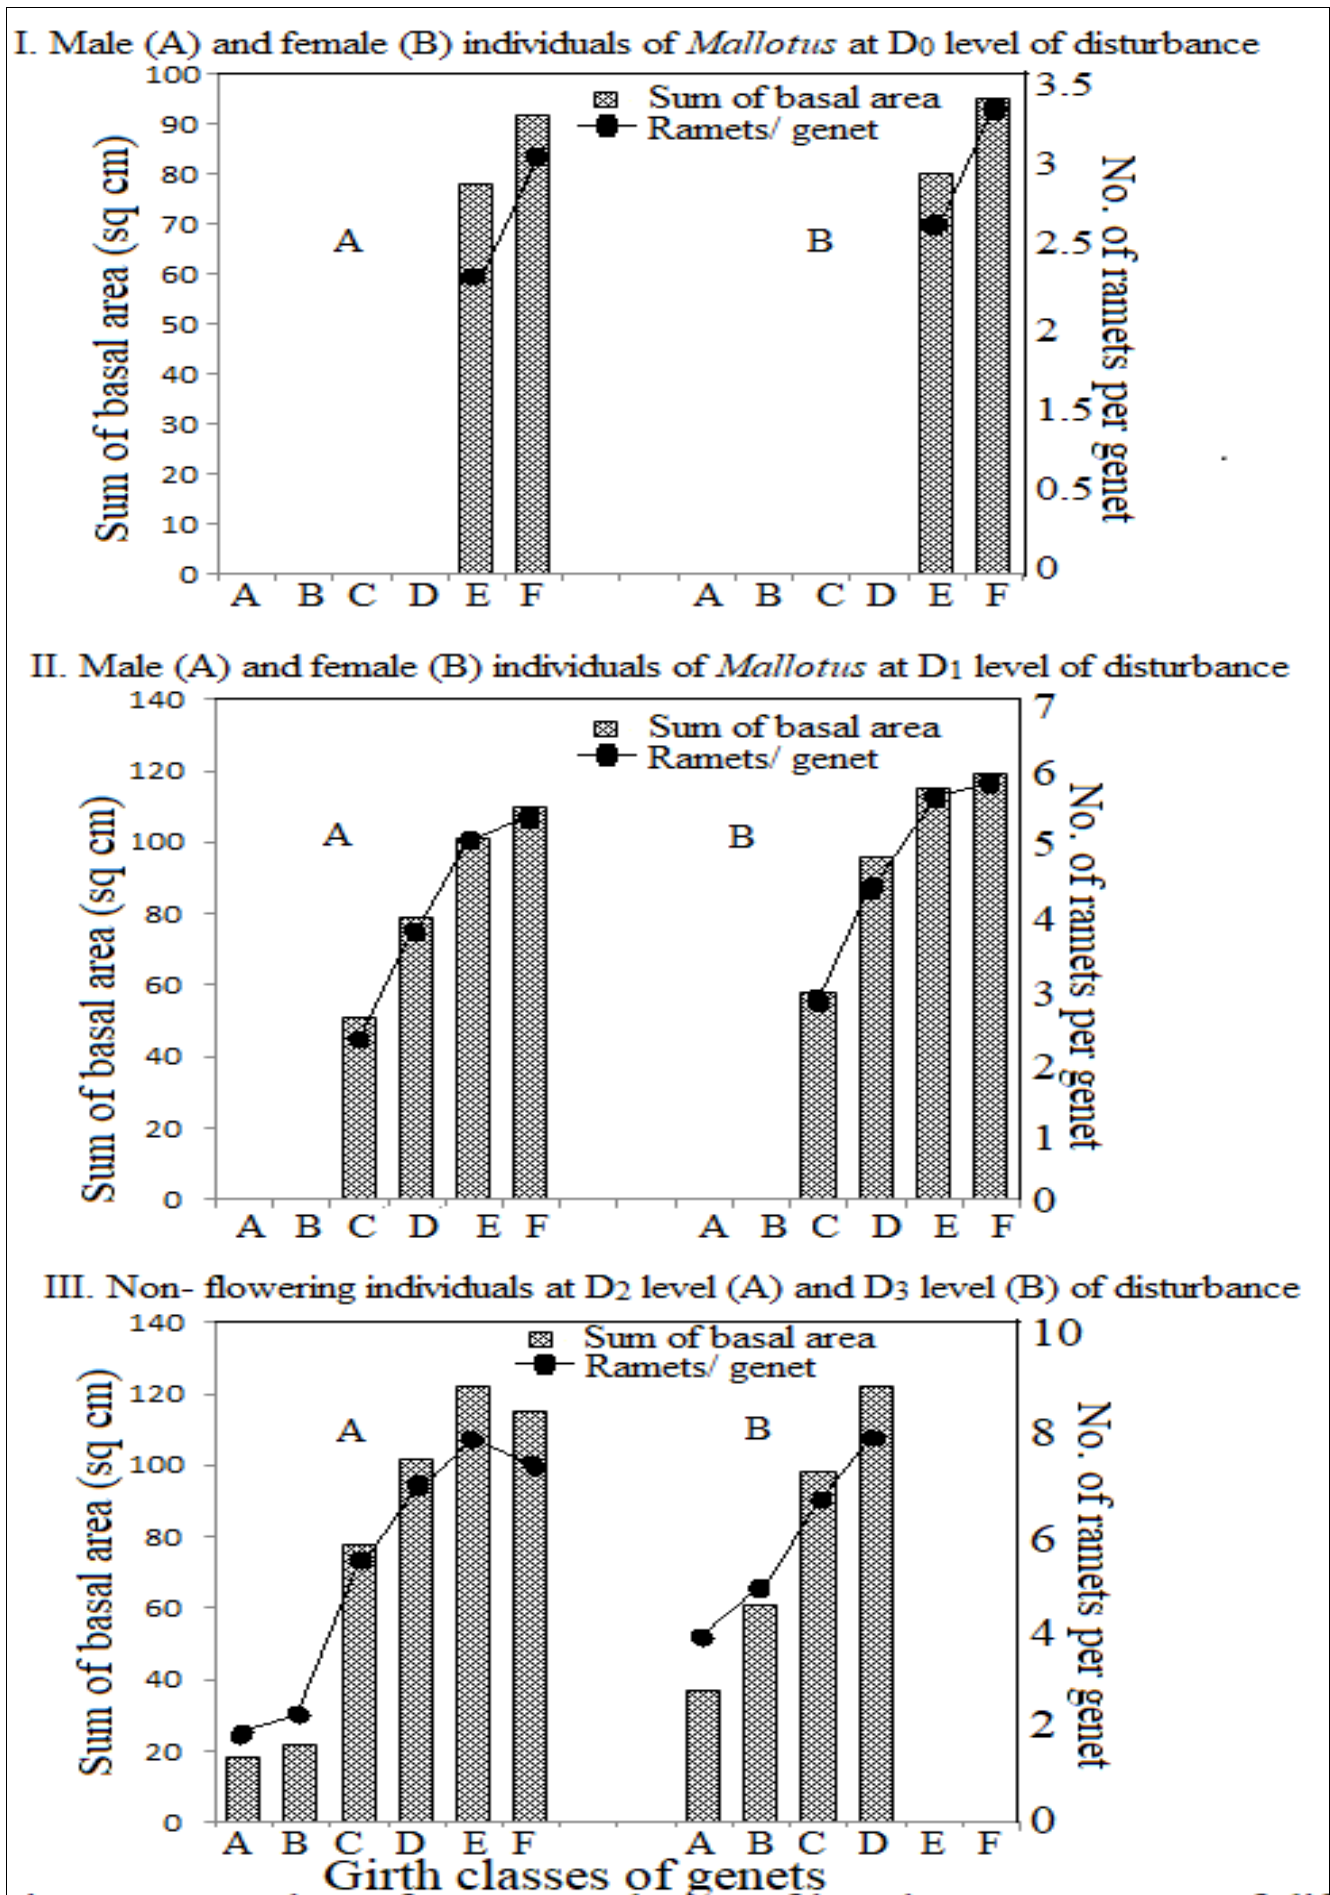 I. Male (A) and female (B) individuals of Mallotus at D0 level of disturbance
Sum of basal area (sq cm)
100
90
80
70
60
50
40
30
20
10
0
Sum of basal area
Ramets/ genet
A
B
3.5
3
2.5
2
1.5
0.5
0
No. of ramets per genet
A B C D E F A B C D E F
II. Male (A) and female (B) individuals of Mallotus at D1 level of disturbance
Sum of basal area (sq cm)
140
120
100
80
60
40
20
0
Sum of basal area
Ramets/ genet
A
B
7
6
5
4
3
2
1
0
No. of ramets per genet
A B C D E F A B C D E F
III. Non- flowering individuals at D2 level (A) and D3 level (B) of disturbance
Sum of basal area (sq cm)
140
120
100
80
60
40
20
0
Sum of basal area
Ramets/ genet
A
B
10
8
6
4
2
0
No. of ramets per genet
A B C D E F A B C D E F
Girth classes of genets